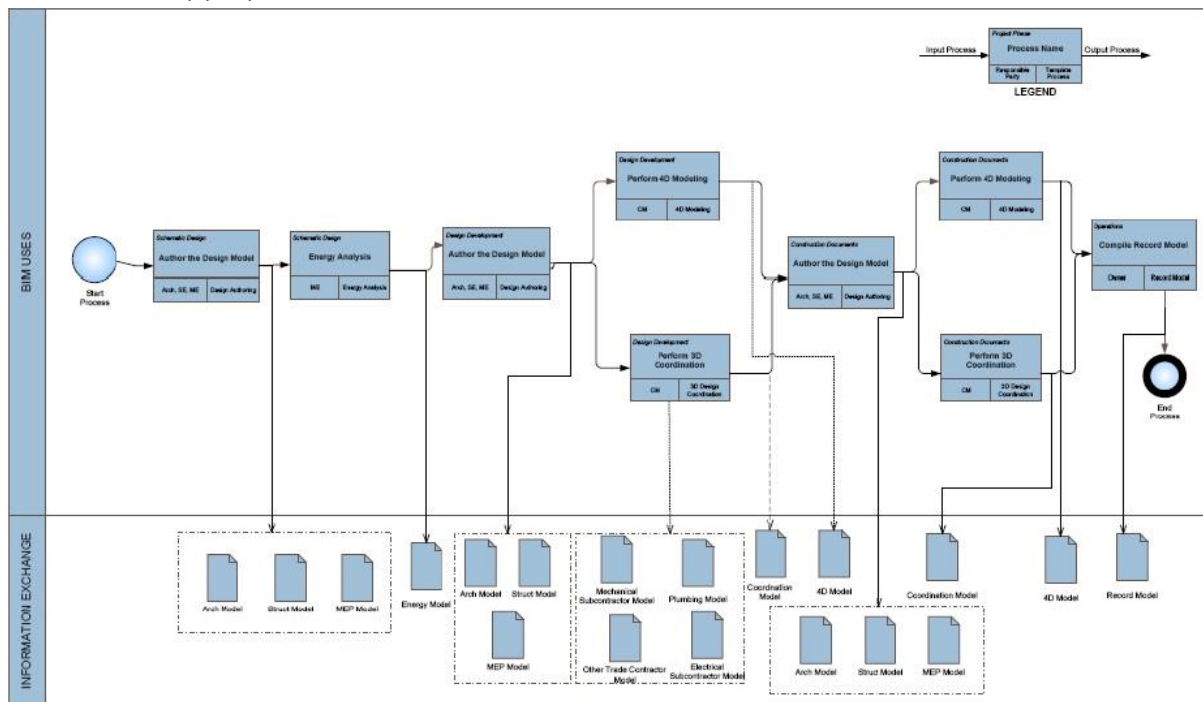 BIM USES
Input Process
Project Phase
Process Name
Responsible
Party
Template
Process
Output Process
LEGEND
Start
Process
Schematic Design
Author the Design Model
Arch, SE, ME
Design Authoring
Schematic Design
Energy Analysis
ME
Energy Analysis
Design Development
Author the Design Model
Arch, SE, ME
Design Authoring
Design Development
Perform 4D Modeling
CM
4D Modeling
Design Development
Perform 3D
Coordination
CM
3D Design
Coordination
Construction Documents
Author the Design Model
Arch, SE, ME
Design Authoring
Construction Documents
Perform 4D Modeling
CM
4D Modeling
Construction Documents
Perform 3D
Coordination
CM
3D Design
Coordination
Operations
Compile Record Model
Owner
Record Model
End
Process
INFORMATION EXCHANGE
Arch Model
Struct Model
MEP Model
Energy Model
Arch Model
Struct Model
MEP Model
Mechanical
Subcontractor Model
Plumbing Model
Other Trade Contractor
Model
Electrical
Subcontractor Model
Coordination
Model
4D Model
Arch Model
Struct Model
MEP Model
Coordination Model
4D Model
Record Model